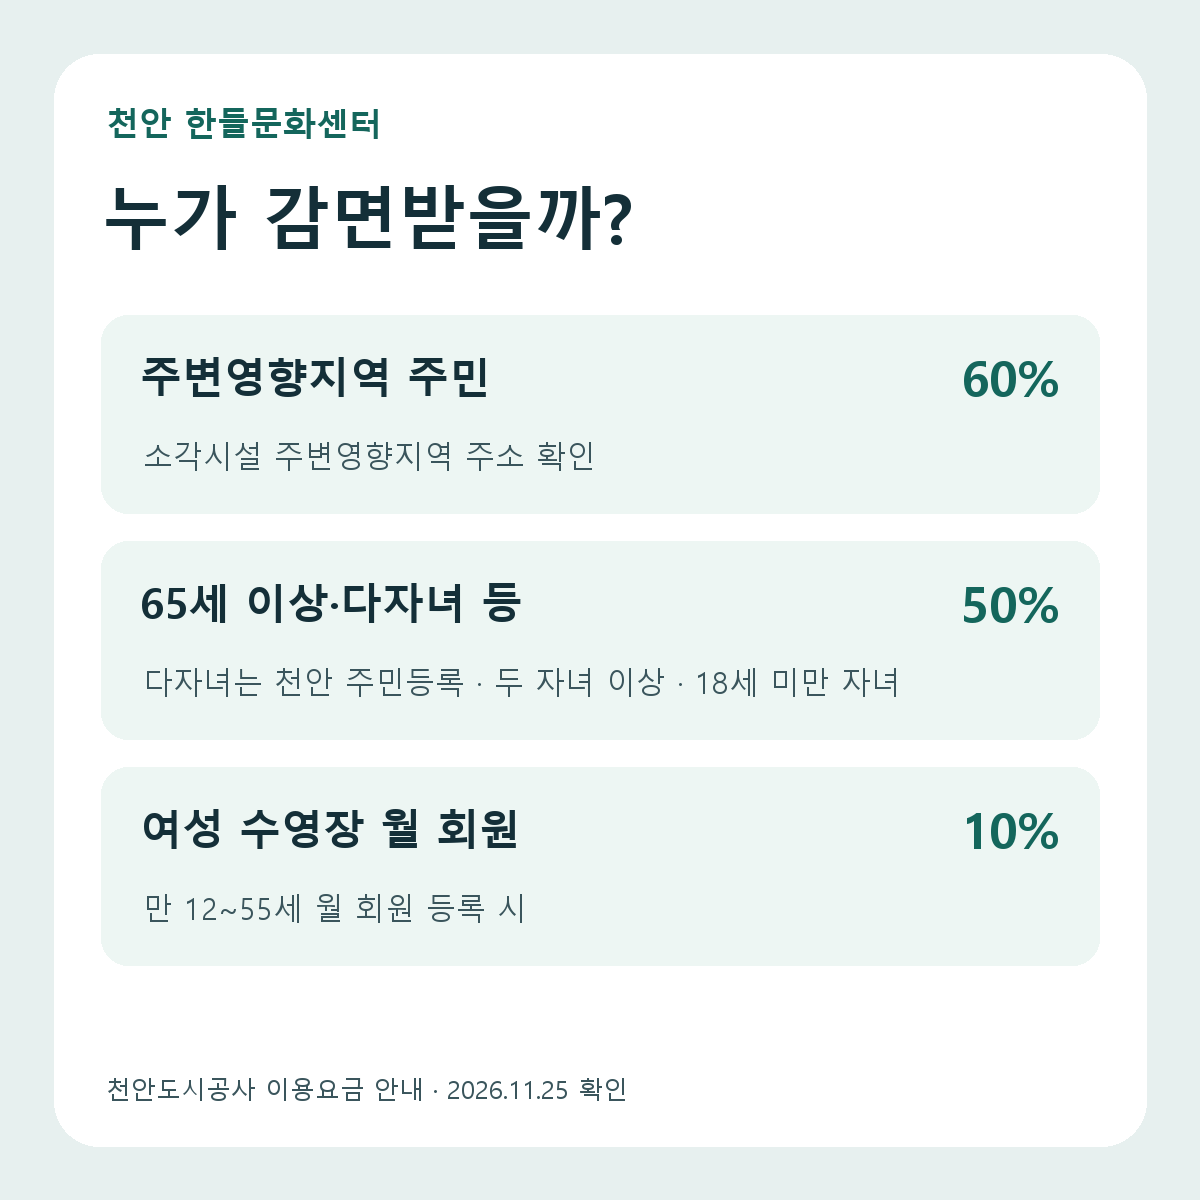 천안 한들문화센터
누가 감면받을까?
주변영향지역 주민
60%
소각시설 주변영향지역 주소 확인
65세 이상·다자녀 등
50%
다자녀는 천안 주민등록 · 두 자녀 이상 · 18세 미만 자녀
여성 수영장 월 회원
10%
만 12~55세 월 회원 등록 시
천안도시공사 이용요금 안내 · 2026.11.25 확인